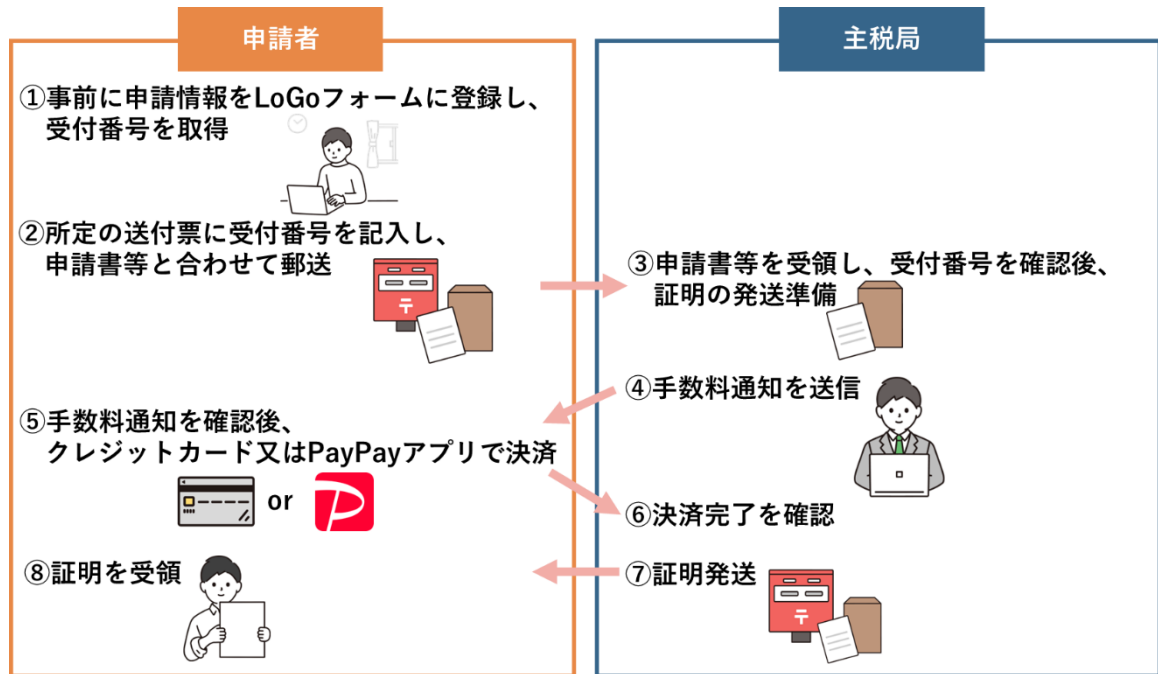 申請者
主税局
①事前に申請情報をLoGoフォームに登録し、
受付番号を取得
②所定の送付票に受付番号を記入し、
申請書等と合わせて郵送
③申請書等を受領し、受付番号を確認後、
証明の発送準備
④手数料通知を送信
⑤手数料通知を確認後、
クレジットカード又はPayPayアプリで決済
or
⑥決済完了を確認
⑦証明発送
⑧証明を受領